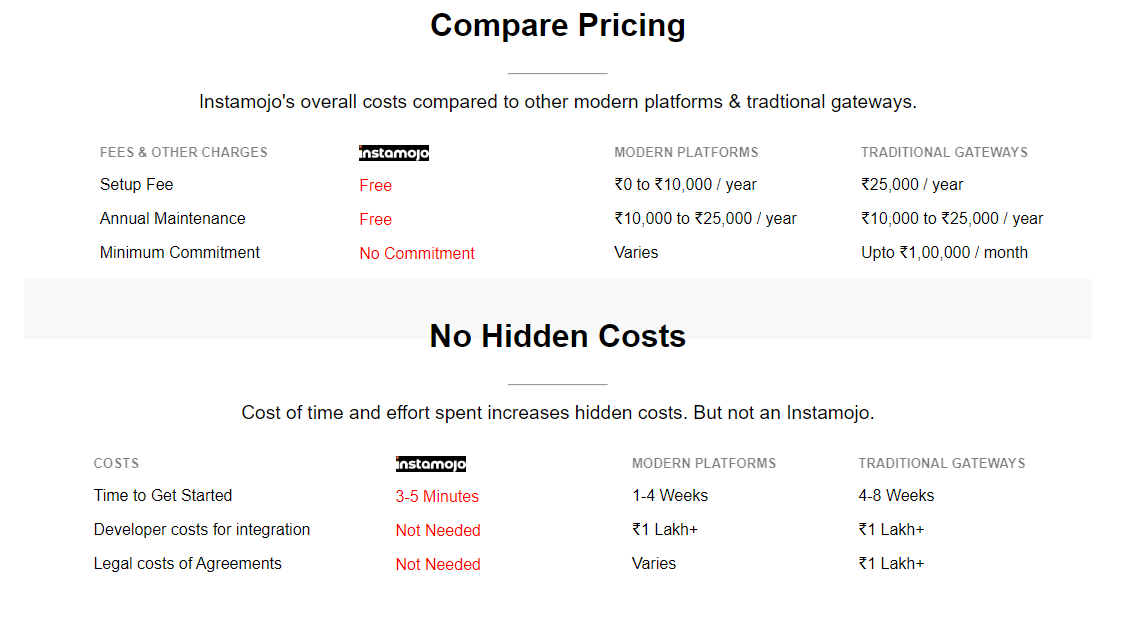 Compare Pricing
Instamojo's overall costs compared to other modern platforms & tradtional gateways.
FEES & OTHER CHARGES instamojo MODERN PLATFORMS TRADITIONAL GATEWAYS
Setup Fee Free ₹0 to ₹10,000 / year ₹25,000 / year
Annual Maintenance Free ₹10,000 to ₹25,000 / year ₹10,000 to ₹25,000 / year
Minimum Commitment No Commitment Varies Upto ₹1,00,000 / month
No Hidden Costs
Cost of time and effort spent increases hidden costs. But not an Instamojo.
COSTS instamojo MODERN PLATFORMS TRADITIONAL GATEWAYS
Time to Get Started 3-5 Minutes 1-4 Weeks 4-8 Weeks
Developer costs for integration Not Needed ₹1 Lakh+ ₹1 Lakh+
Legal costs of Agreements Not Needed Varies ₹1 Lakh+